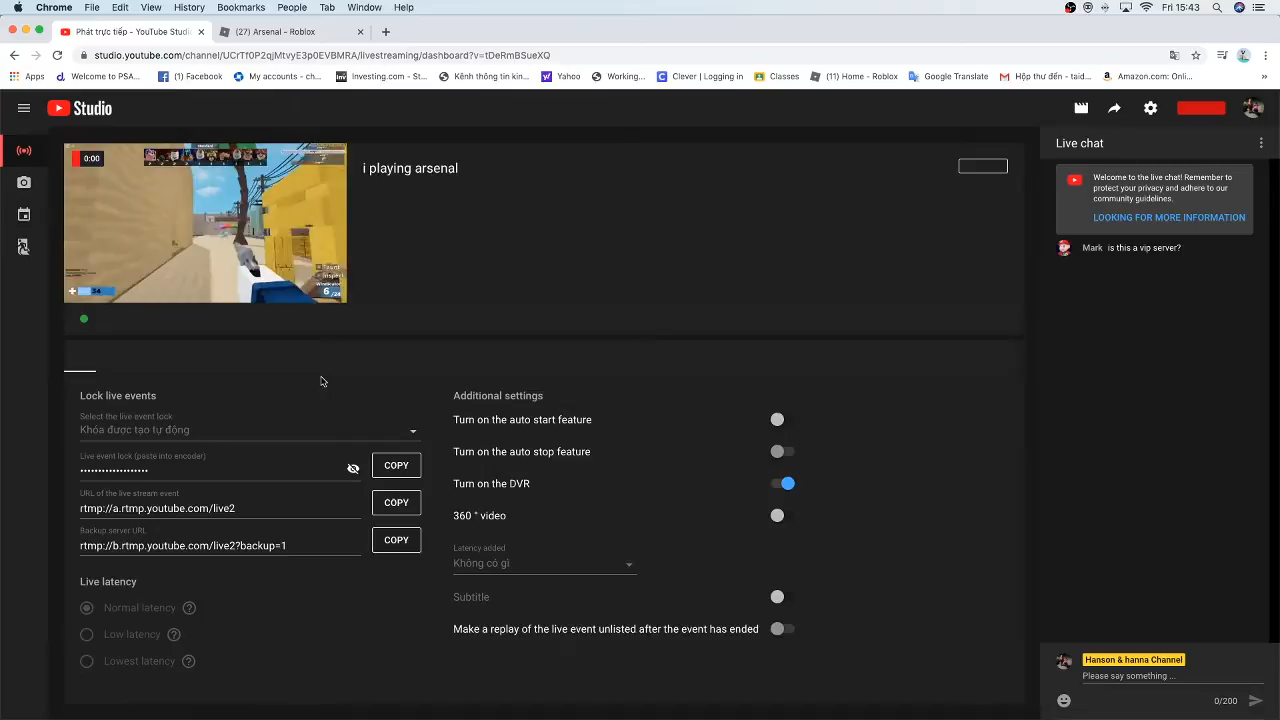 Chrome File Edit View History Bookmarks People Tab Window Help
Fri 15:43
Phát trực tiếp - YouTube Studi
(27) Arsenal - Roblox
studio.youtube.com/channel/UCrTf0P2qjMtvyE3p0EVBMRA/livestreaming/dashboard?v=tDeRmBSueXQ
Apps Welcome to PSA... (1) Facebook My accounts - ch... Investing.com - St... Kênh thông tin kin... Yahoo Working... Clever | Logging in Classes (11) Home - Roblox Google Translate Hộp thư đến - taid... Amazon.com: Onli... »
Studio
0:00
i playing arsenal
Taunt
Inspect
34
6/24
Lock live events
Select the live event lock
Khóa được tạo tự động
Live event lock (paste into encoder)
•••••••••••••••••••
COPY
URL of the live stream event
rtmp://a.rtmp.youtube.com/live2
COPY
Backup server URL
rtmp://b.rtmp.youtube.com/live2?backup=1
COPY
Live latency
Normal latency
Low latency
Lowest latency
Additional settings
Turn on the auto start feature
Turn on the auto stop feature
Turn on the DVR
360 ° video
Latency added
Không có gì
Subtitle
Make a replay of the live event unlisted after the event has ended
Live chat
Welcome to the live chat! Remember to
protect your privacy and adhere to our
community guidelines.
LOOKING FOR MORE INFORMATION
Mark is this a vip server?
Hanson & hanna Channel
Please say something ...
0/200